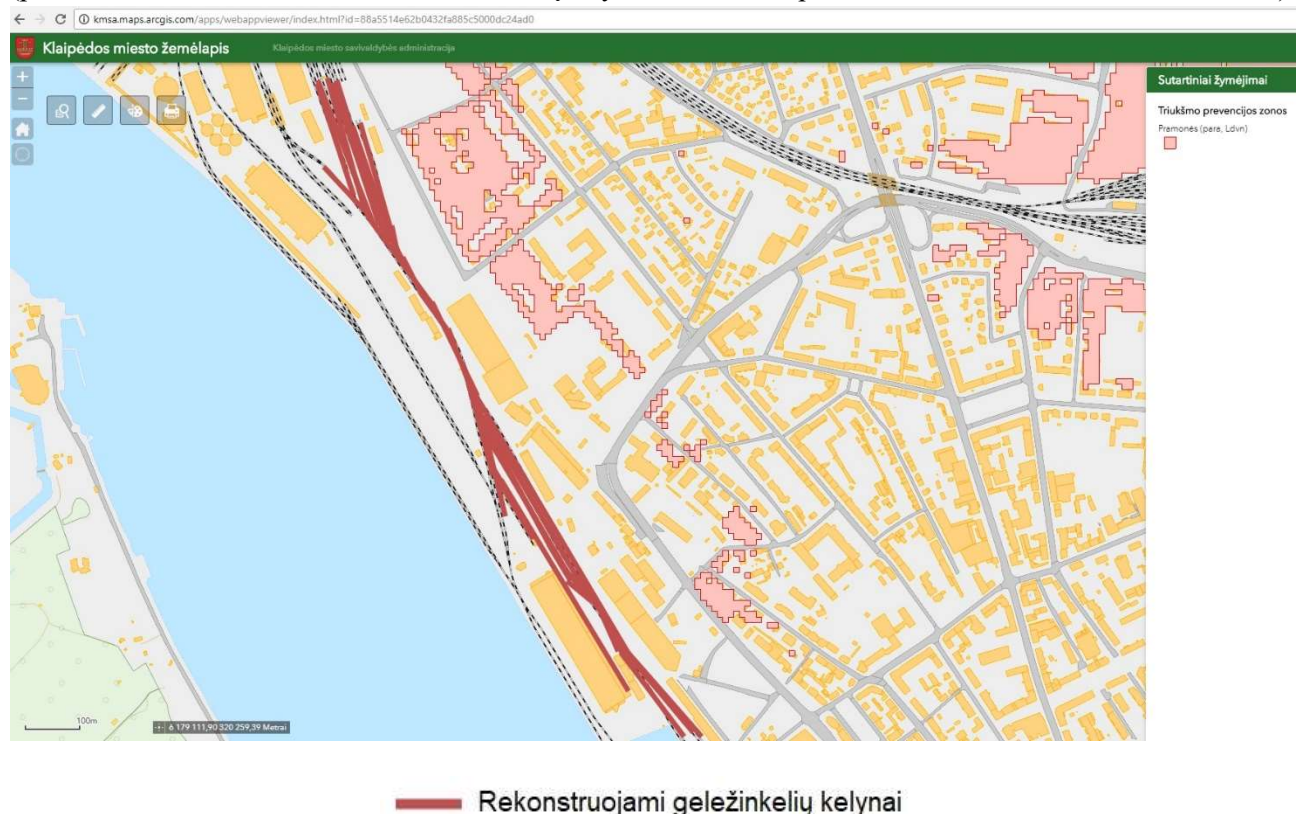 kmsa.maps.arcgis.com/apps/webappviewer/index.html?id=88a5514e62b0432fa885c5000dc24ad0
Klaipėdos miesto žemėlapis
Klaipėdos miesto savivaldybės administracija
Sutartiniai žymėjimai
Triukšmo prevencijos zonos
Pramonės (para, Ldvn)
100m
6 179 111,90 320 259,39 Metrai
Rekonstruojami geležinkelių kelynai